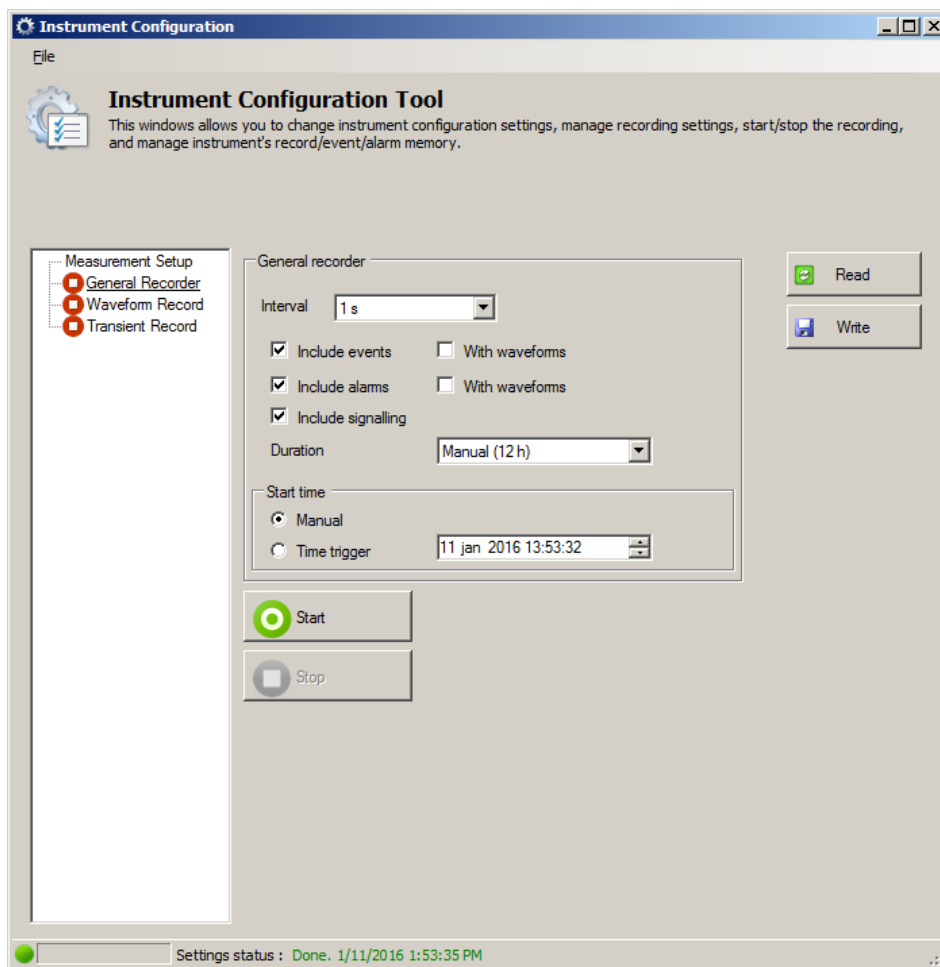 Instrument Configuration
File
Instrument Configuration Tool
This windows allows you to change instrument configuration settings, manage recording settings, start/stop the recording,
and manage instrument's record/event/alarm memory.
Measurement Setup
General Recorder
Waveform Record
Transient Record
General recorder
Interval 1 s
Include events With waveforms
Include alarms With waveforms
Include signalling
Duration Manual (12 h)
Start time
Manual
Time trigger 11 jan 2016 13:53:32
Start
Stop
Read
Write
Settings status : Done. 1/11/2016 1:53:35 PM